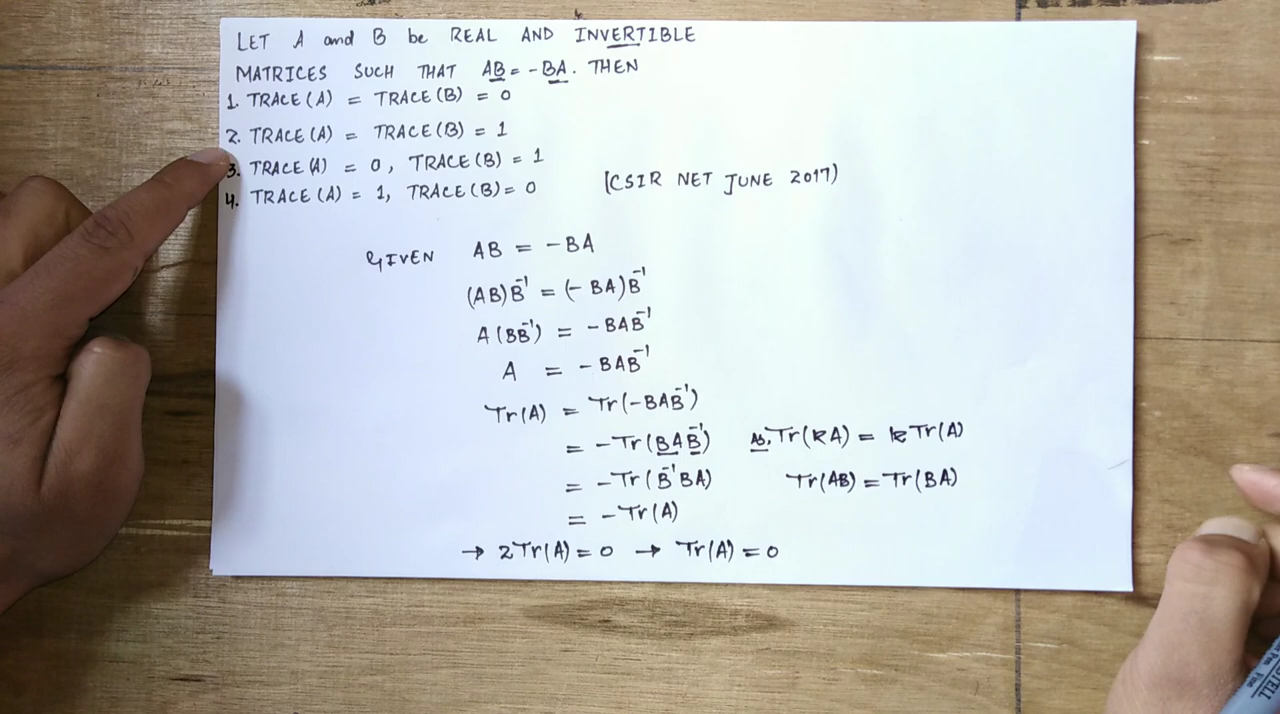 LET A and B be REAL AND INVERTIBLE
MATRICES SUCH THAT AB = -BA. THEN
1. TRACE(A) = TRACE(B) = 0
2. TRACE(A) = TRACE(B) = 1
3. TRACE(A) = 0, TRACE(B) = 1
4. TRACE(A) = 1, TRACE(B) = 0
[CSIR NET JUNE 2017)
GIVEN AB = -BA
(AB)B⁻¹ = (-BA)B⁻¹
A(BB⁻¹) = -BAB⁻¹
A = -BAB⁻¹
Tr(A) = Tr(-BAB⁻¹)
= -Tr(BAB⁻¹) As, Tr(kA) = k Tr(A)
= -Tr(B⁻¹BA) Tr(AB) = Tr(BA)
= -Tr(A)
→ 2Tr(A) = 0 → Tr(A) = 0